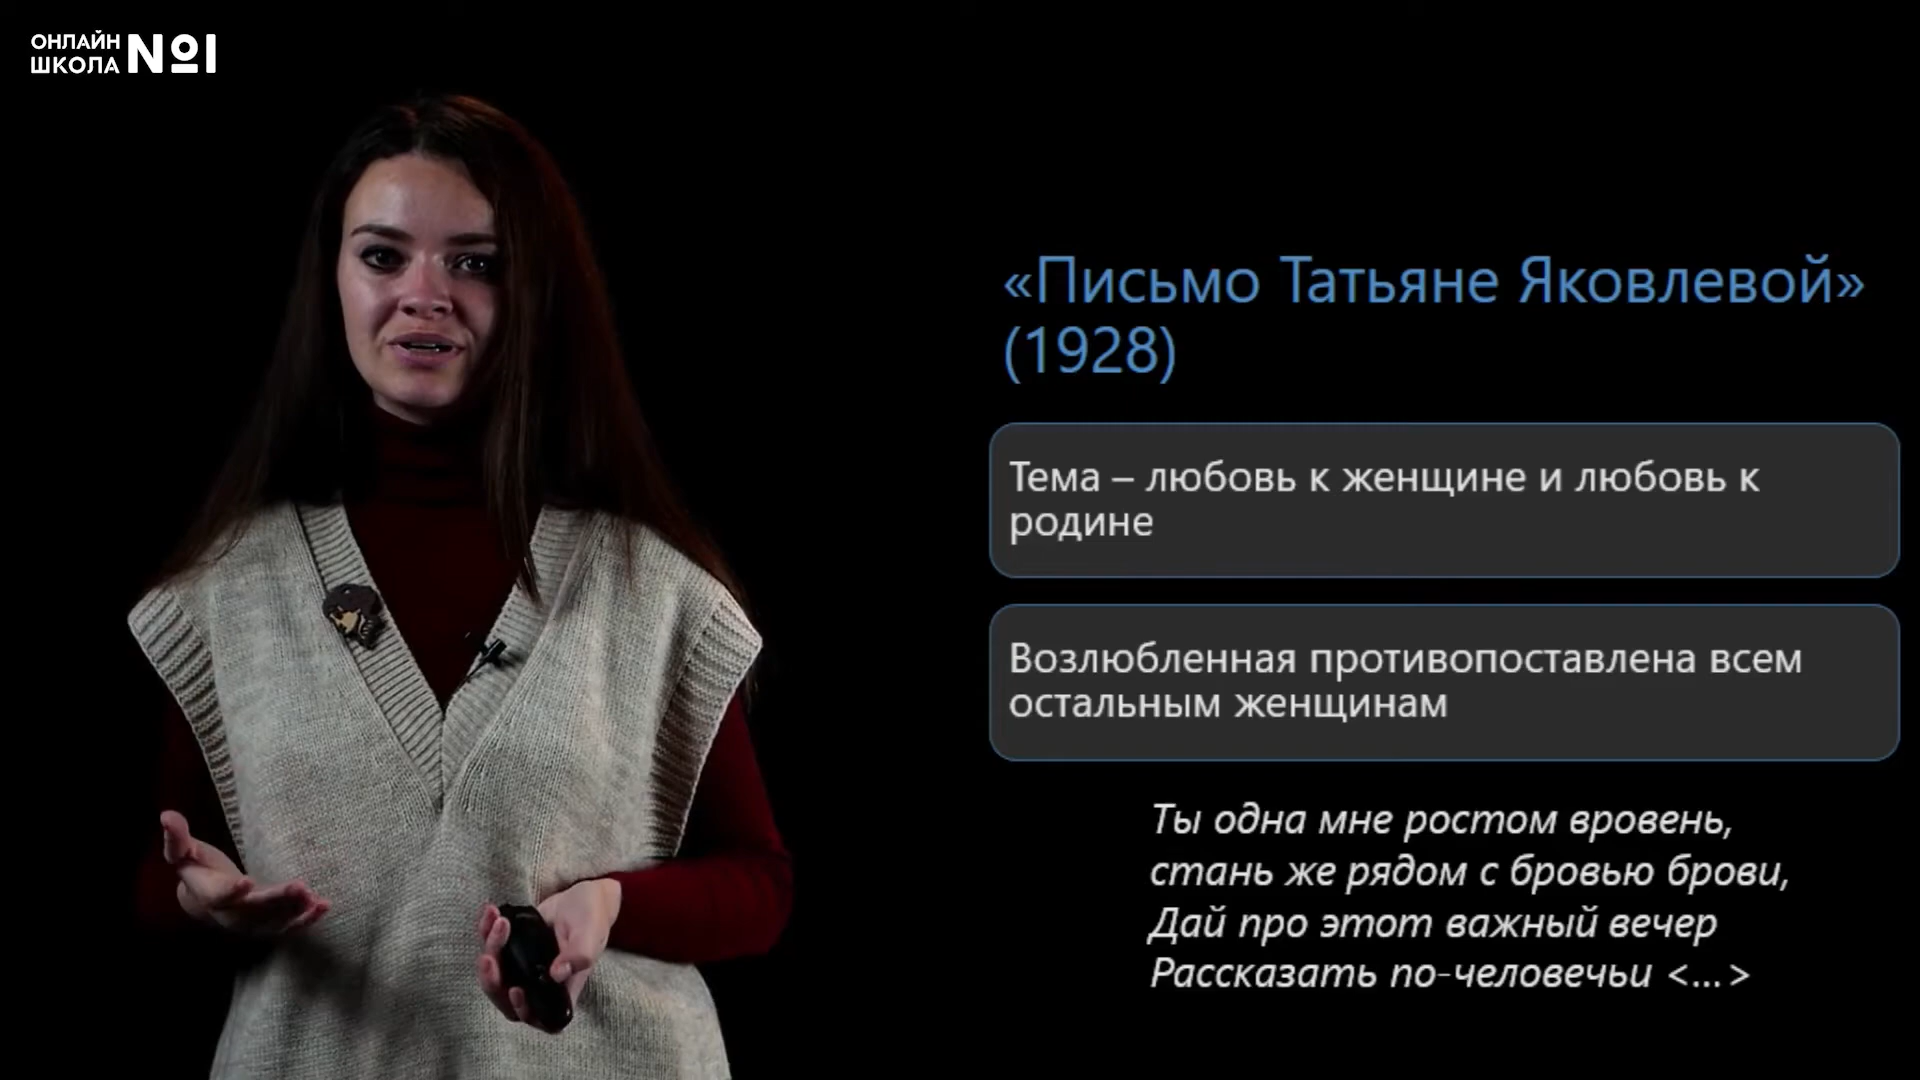 ОНЛАЙН
ШКОЛА №1
«Письмо Татьяне Яковлевой»
(1928)
Тема – любовь к женщине и любовь к
родине
Возлюбленная противопоставлена всем
остальным женщинам
Ты одна мне ростом вровень,
стань же рядом с бровью брови,
Дай про этот важный вечер
Рассказать по-человечьи <...>